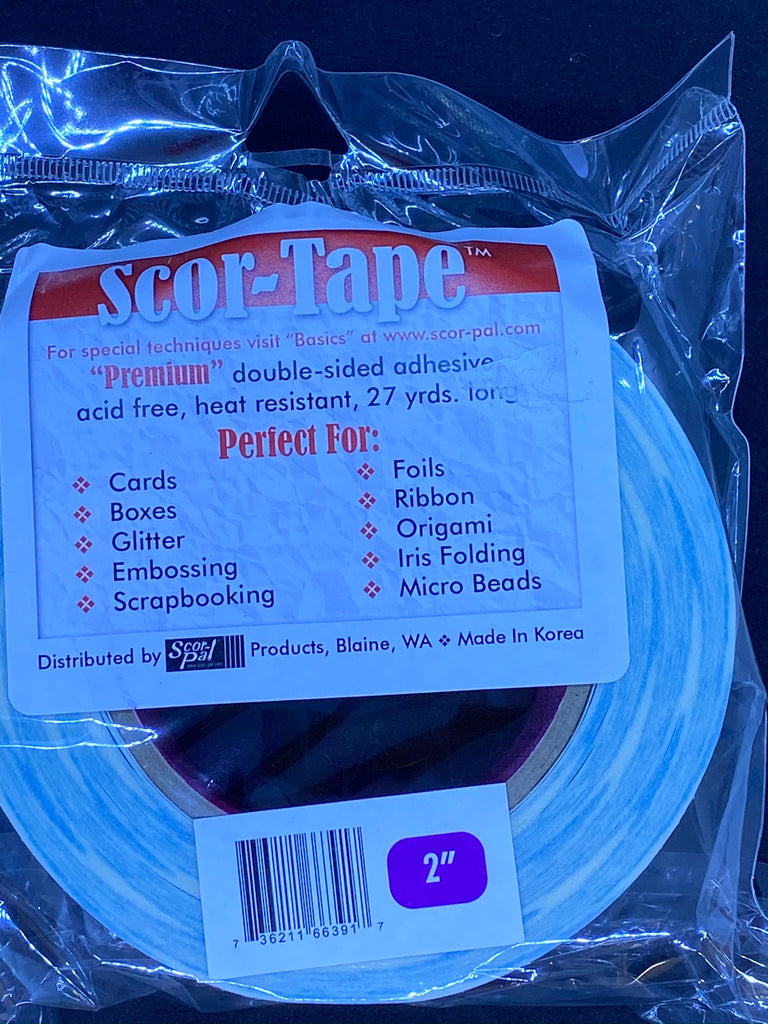 Scor-Tape™
For special techniques visit "Basics" at www.scor-pal.com
"Premium" double-sided adhesive
acid free, heat resistant, 27 yrds. long
Perfect For:
❖ Cards
❖ Boxes
❖ Glitter
❖ Embossing
❖ Scrapbooking
❖ Foils
❖ Ribbon
❖ Origami
❖ Iris Folding
❖ Micro Beads
Distributed by Scor-Pal Products, Blaine, WA ❖ Made In Korea
2"
7 36211 66391 7